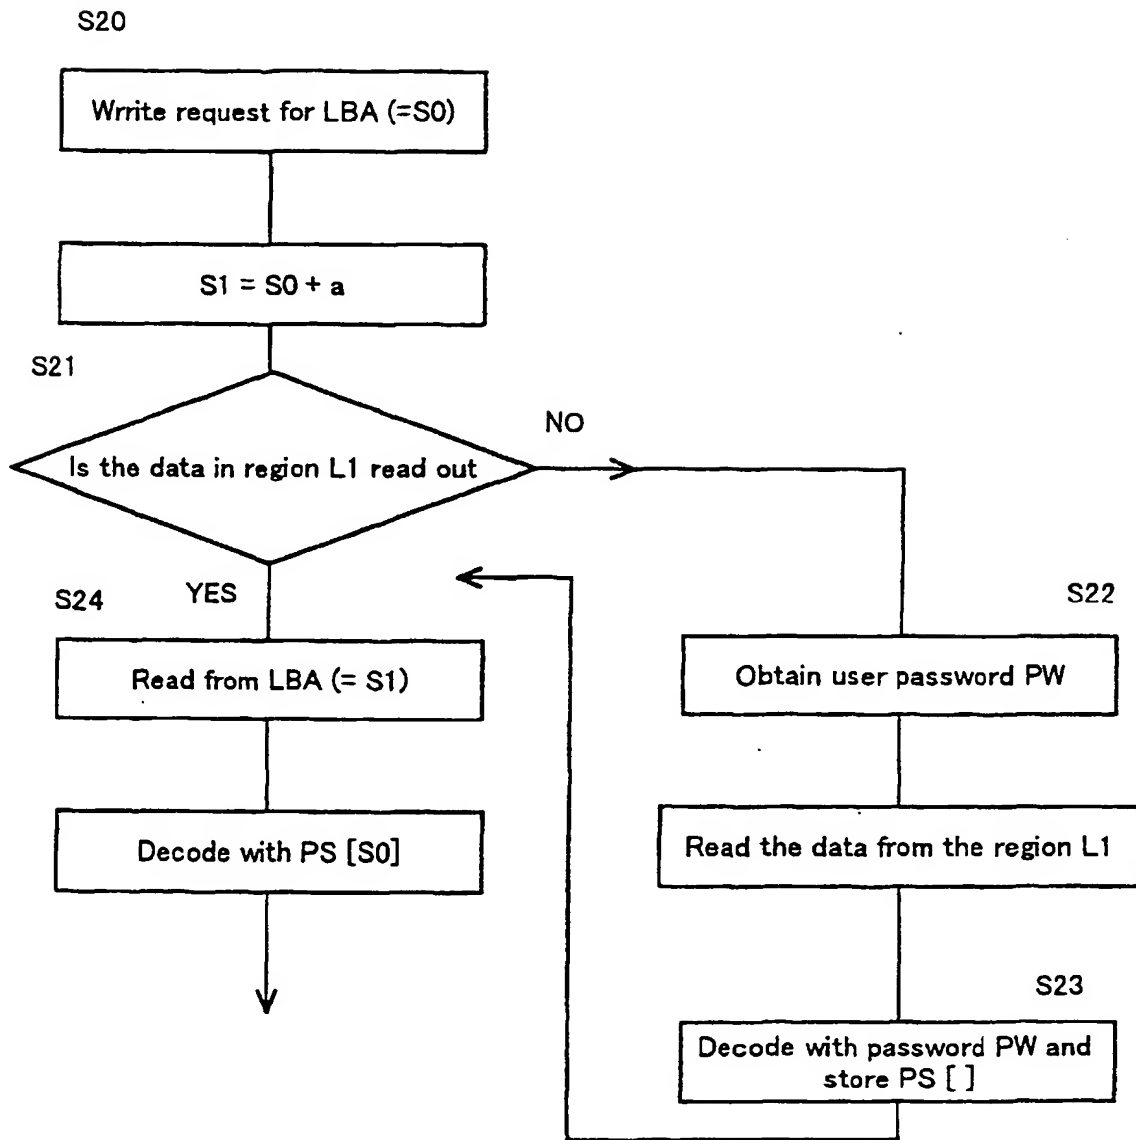 S20
Wrrite request for LBA (=S0)
S1 = S0 + a
S21
Is the data in region L1 read out
NO
YES
S24
Read from LBA (= S1)
Decode with PS [S0]
S22
Obtain user password PW
Read the data from the region L1
S23
Decode with password PW and
store PS [ ]